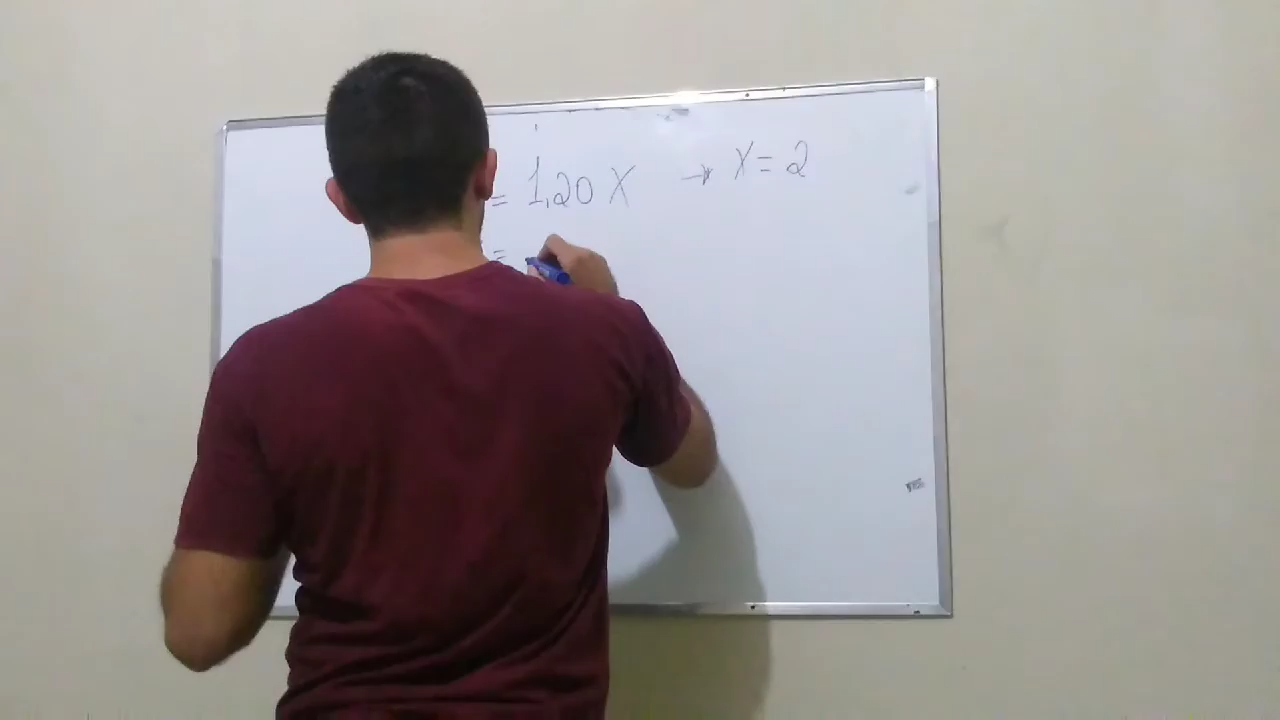 = 1,20 X → X = 2
=